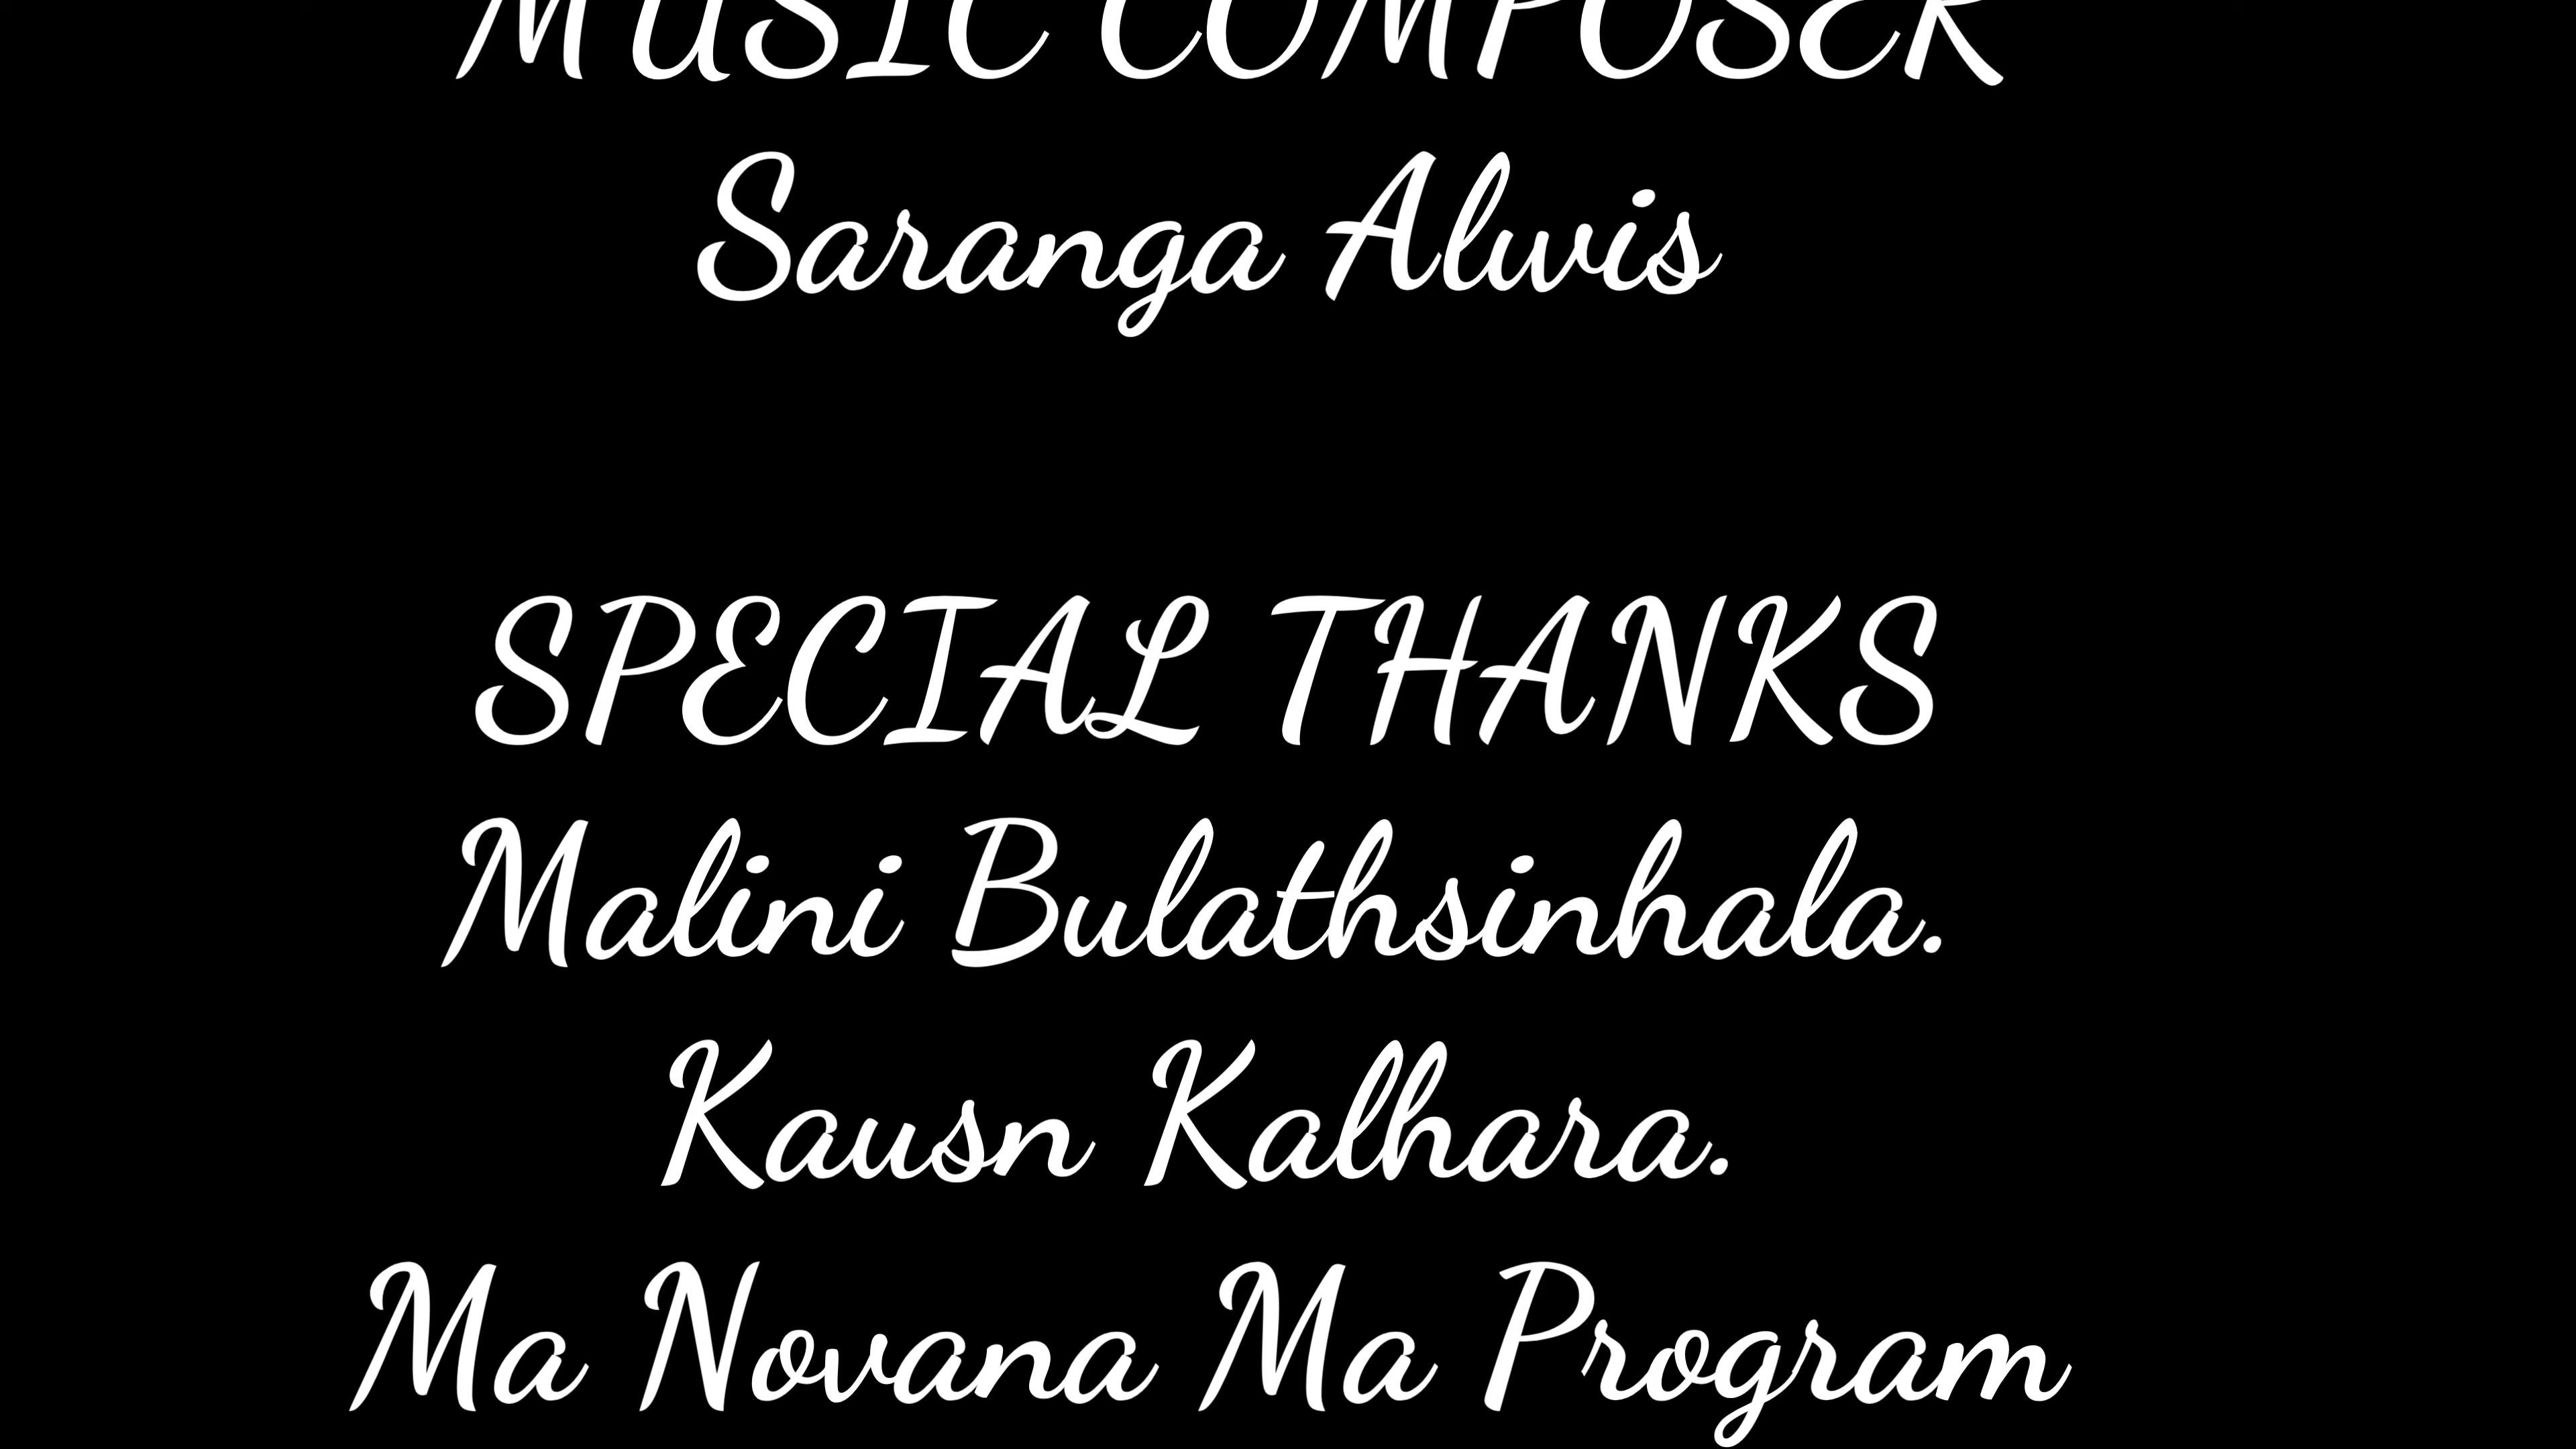 MUSIC COMPOSER
Saranga Alwis
SPECIAL THANKS
Malini Bulathsinhala.
Kausn Kalhara.
Ma Novana Ma Program